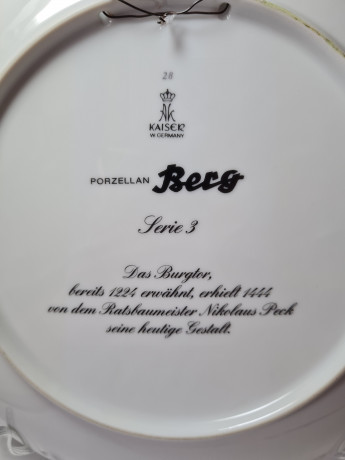 28
KAISER
W. GERMANY
PORZELLAN Berg
Serie 3
Das Burgtor,
bereits 1224 erwähnt, erhielt 1444
von dem Ratsbaumeister Nikolaus Peck
seine heutige Gestalt.